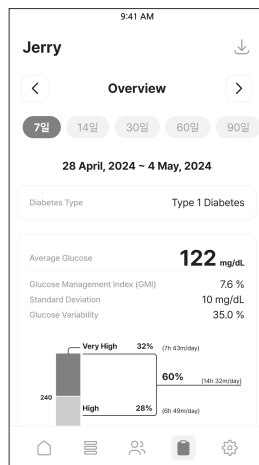 9:41 AM
Jerry
Overview
7일 14일 30일 60일 90일
28 April, 2024 ~ 4 May, 2024
Diabetes Type Type 1 Diabetes
Average Glucose 122 mg/dL
Glucose Management Index (GMI) 7.6 %
Standard Deviation 10 mg/dL
Glucose Variability 35.0 %
Very High 32% (7h 43m/day)
60% (14h 32m/day)
240
High 28% (6h 49m/day)